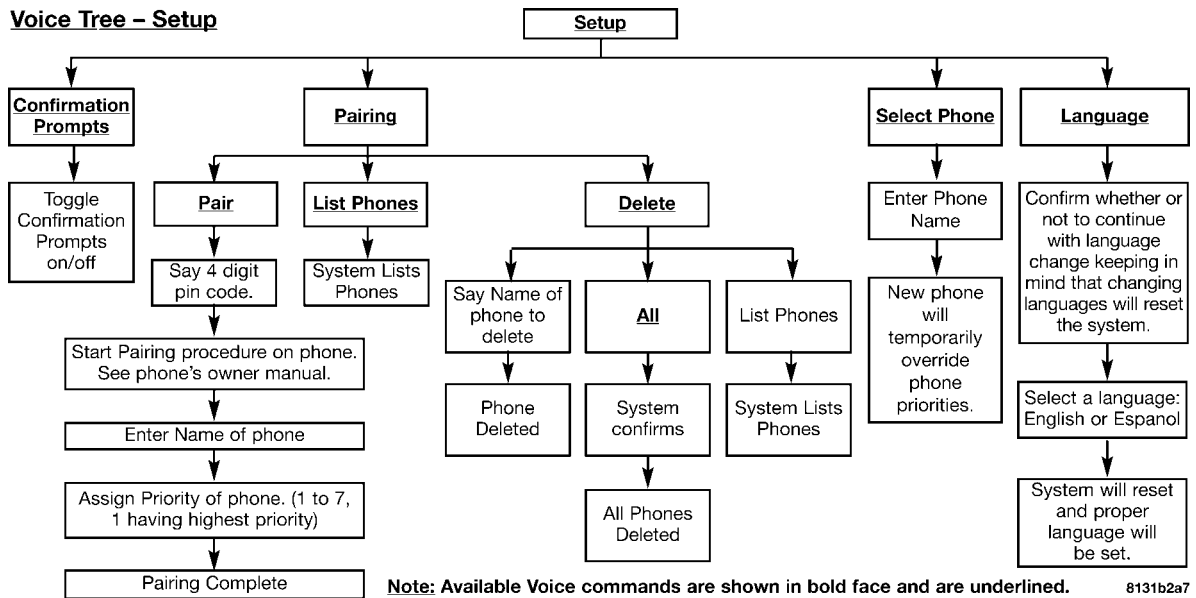 Voice Tree – Setup
Setup
Confirmation
Prompts
Toggle
Confirmation
Prompts
on/off
Pairing
Pair
Say 4 digit
pin code.
Start Pairing procedure on phone.
See phone's owner manual.
Enter Name of phone
Assign Priority of phone. (1 to 7,
1 having highest priority)
Pairing Complete
List Phones
System Lists
Phones
Delete
Say Name of
phone to
delete
Phone
Deleted
All
System
confirms
All Phones
Deleted
List Phones
System Lists
Phones
Select Phone
Enter Phone
Name
New phone
will
temporarily
override
phone
priorities.
Language
Confirm whether or
not to continue
with language
change keeping in
mind that changing
languages will reset
the system.
Select a language:
English or Espanol
System will reset
and proper
language will
be set.
Note: Available Voice commands are shown in bold face and are underlined.
8131b2a7